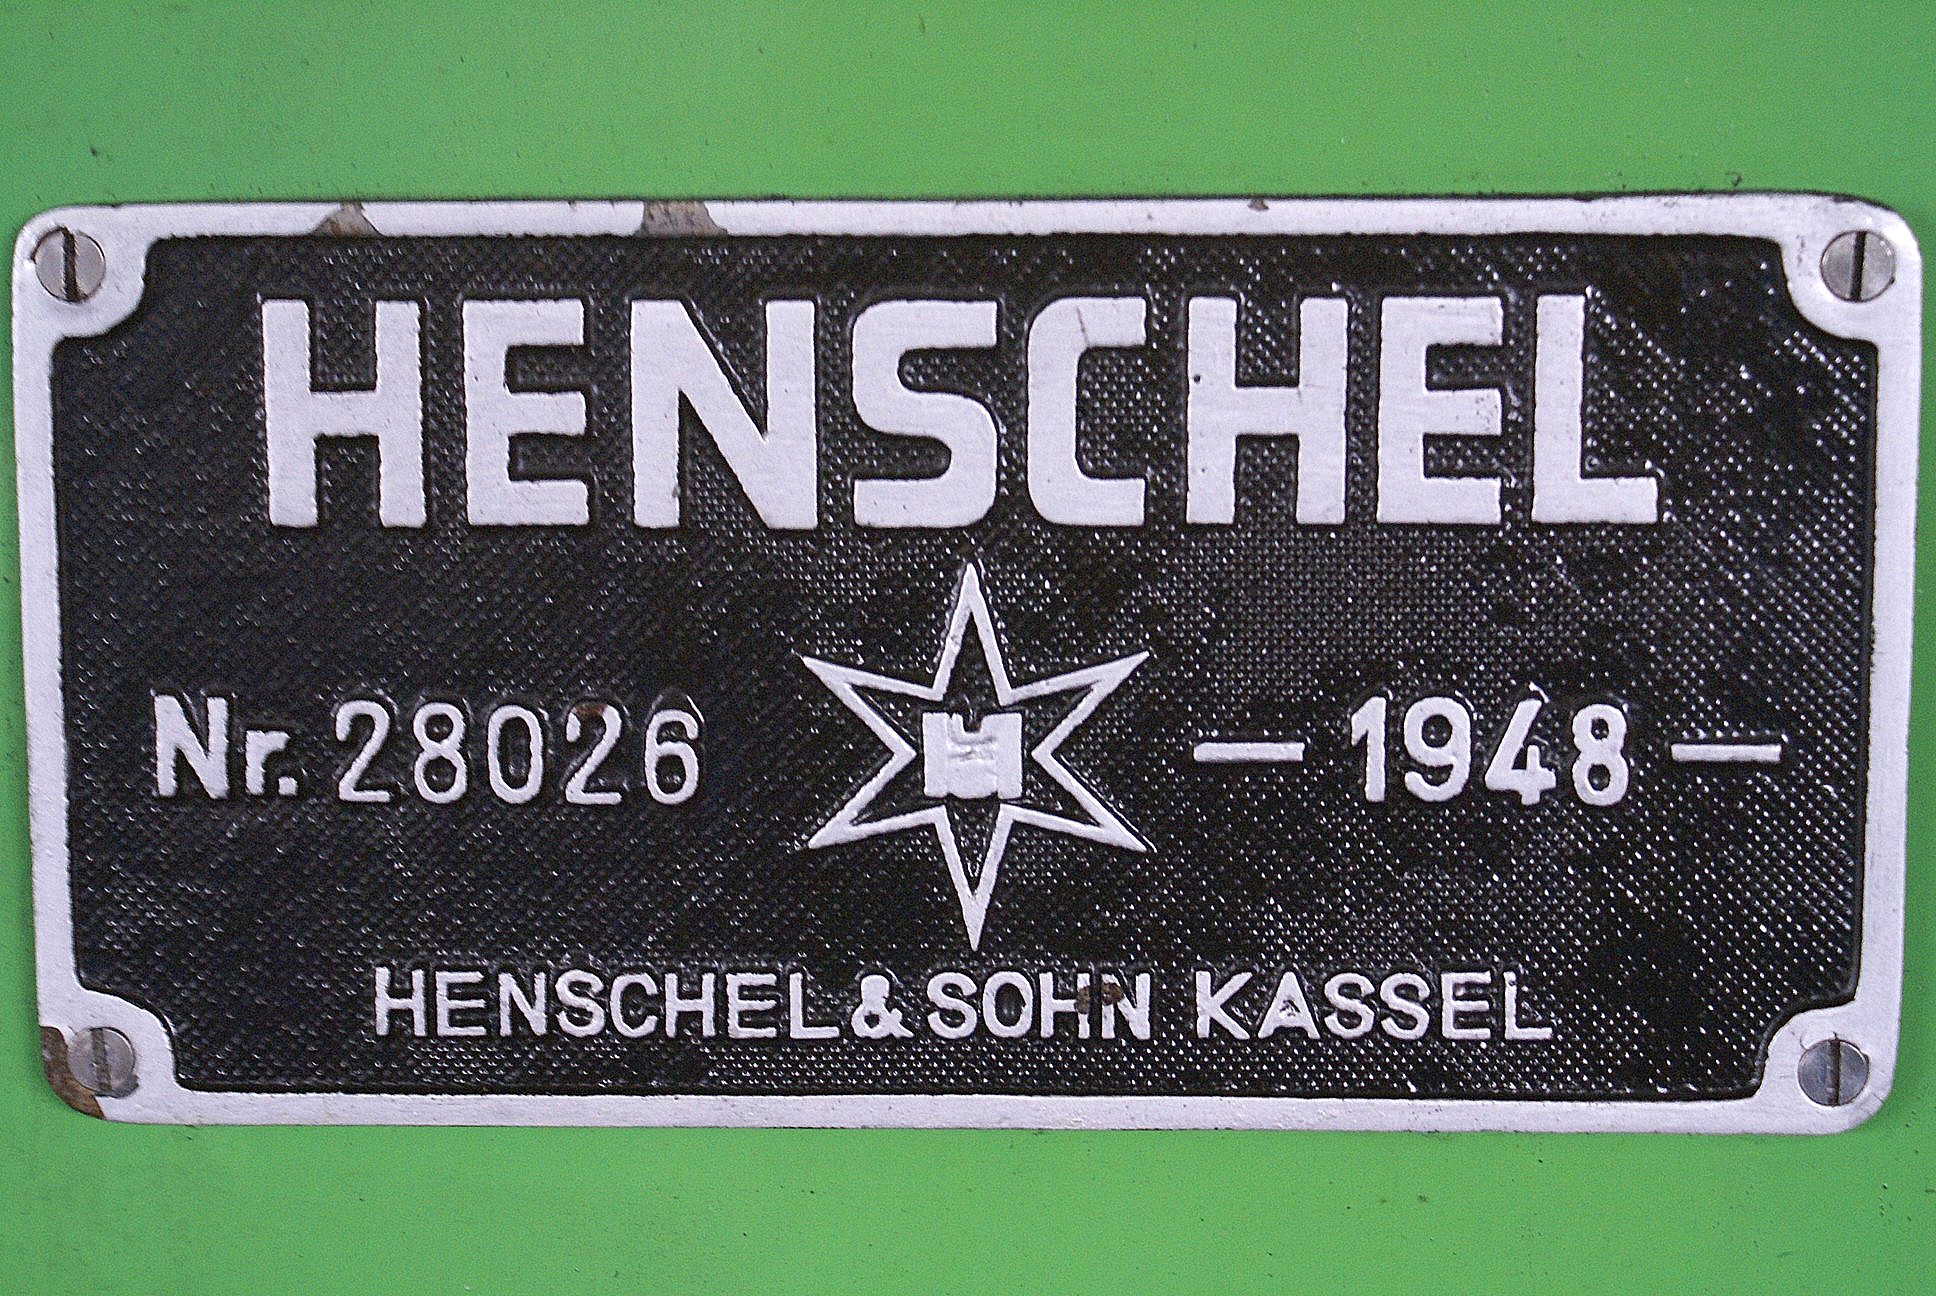 HENSCHEL
Nr. 28026 H — 1948 —
HENSCHEL & SOHN KASSEL